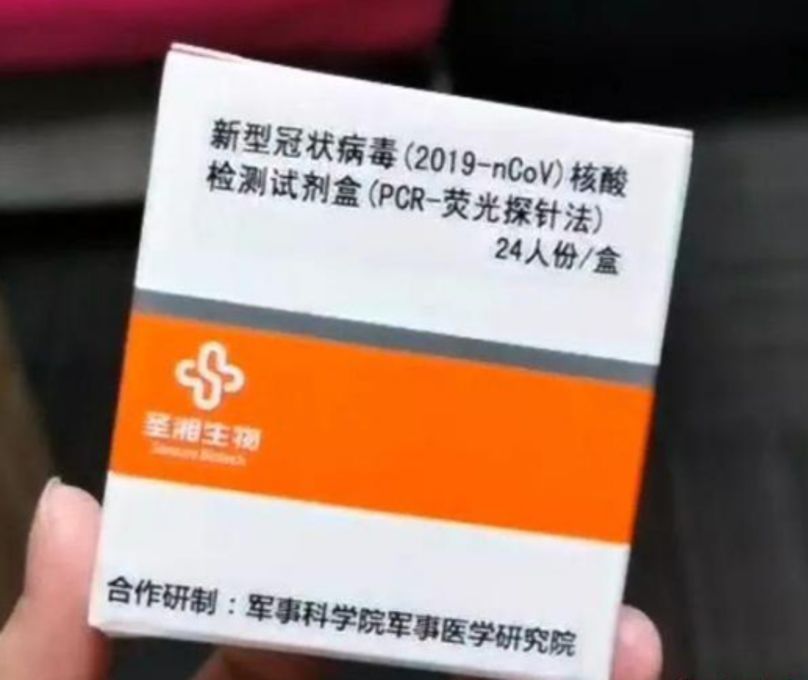 新型冠状病毒(2019-nCoV)核酸
检测试剂盒(PCR-荧光探针法)
24人份/盒
圣湘生物
Sansure Biotech
合作研制：军事科学院军事医学研究院